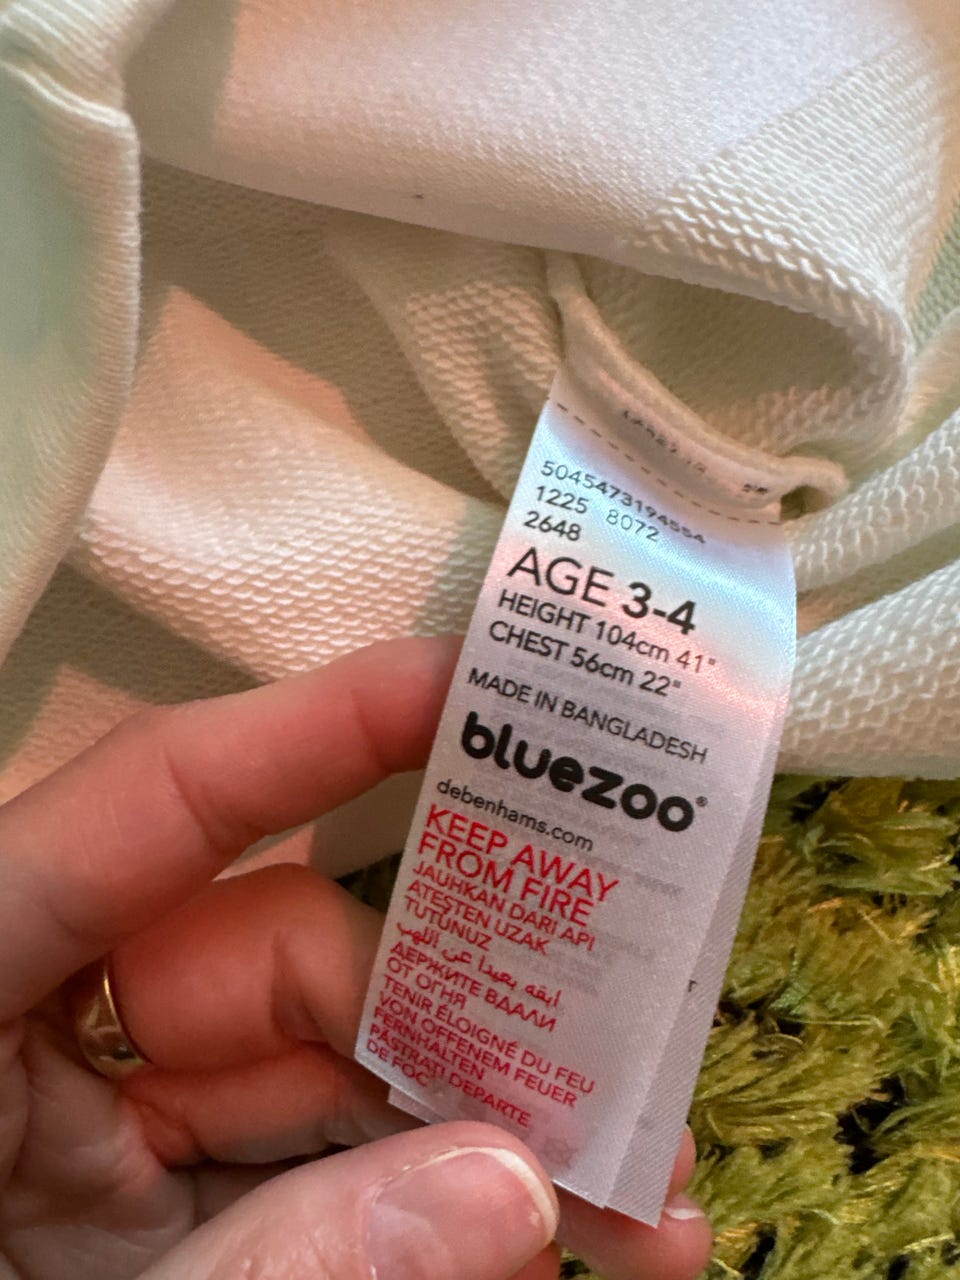 5045473194554
1225 8072
2648
AGE 3-4
HEIGHT 104cm 41"
CHEST 56cm 22"
MADE IN BANGLADESH
bluezoo®
debenhams.com
KEEP AWAY
FROM FIRE
JAUHKAN DARI API
ATEŞTEN UZAK
TUTUNUZ
ابقه بعيدا عن اللهب
ДЕРЖИТЕ ВДАЛИ
ОТ ОГНЯ
TENIR ÉLOIGNÉ DU FEU
VON OFFENEM FEUER
FERNHALTEN
PĂSTRAȚI DEPARTE
DE FOC